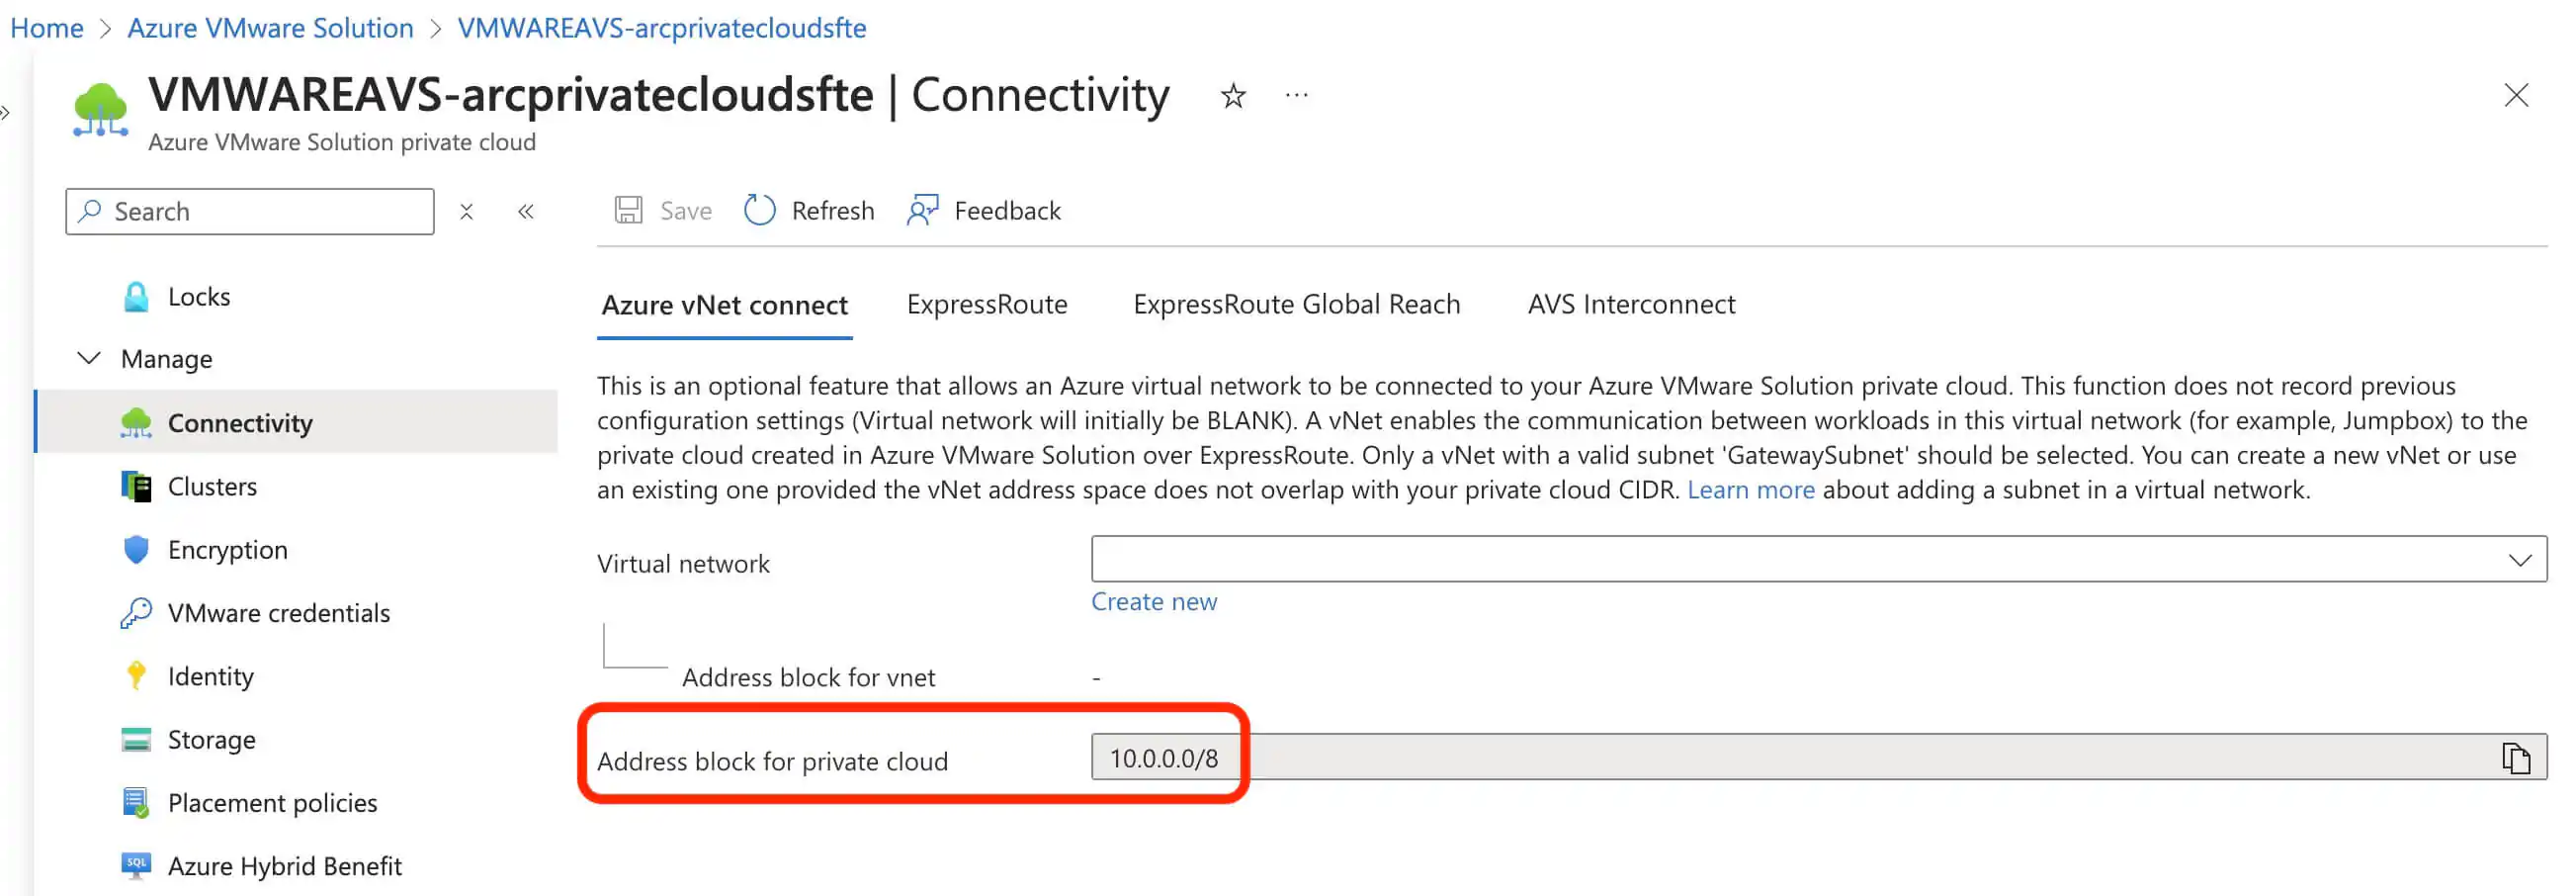 Home > Azure VMware Solution > VMWAREAVS-arcprivatecloudsfte
VMWAREAVS-arcprivatecloudsfte | Connectivity
Azure VMware Solution private cloud
Search
Save Refresh Feedback
Locks
Manage
Connectivity
Clusters
Encryption
VMware credentials
Identity
Storage
Placement policies
SQL Azure Hybrid Benefit
Azure vNet connect ExpressRoute ExpressRoute Global Reach AVS Interconnect
This is an optional feature that allows an Azure virtual network to be connected to your Azure VMware Solution private cloud. This function does not record previous
configuration settings (Virtual network will initially be BLANK). A vNet enables the communication between workloads in this virtual network (for example, Jumpbox) to the
private cloud created in Azure VMware Solution over ExpressRoute. Only a vNet with a valid subnet 'GatewaySubnet' should be selected. You can create a new vNet or use
an existing one provided the vNet address space does not overlap with your private cloud CIDR. Learn more about adding a subnet in a virtual network.
Virtual network
Create new
Address block for vnet -
Address block for private cloud 10.0.0.0/8